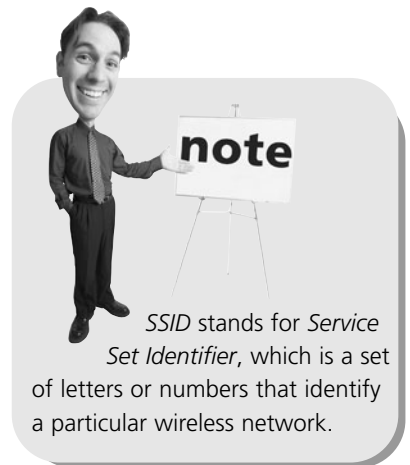 note
SSID stands for Service
Set Identifier, which is a set
of letters or numbers that identify
a particular wireless network.